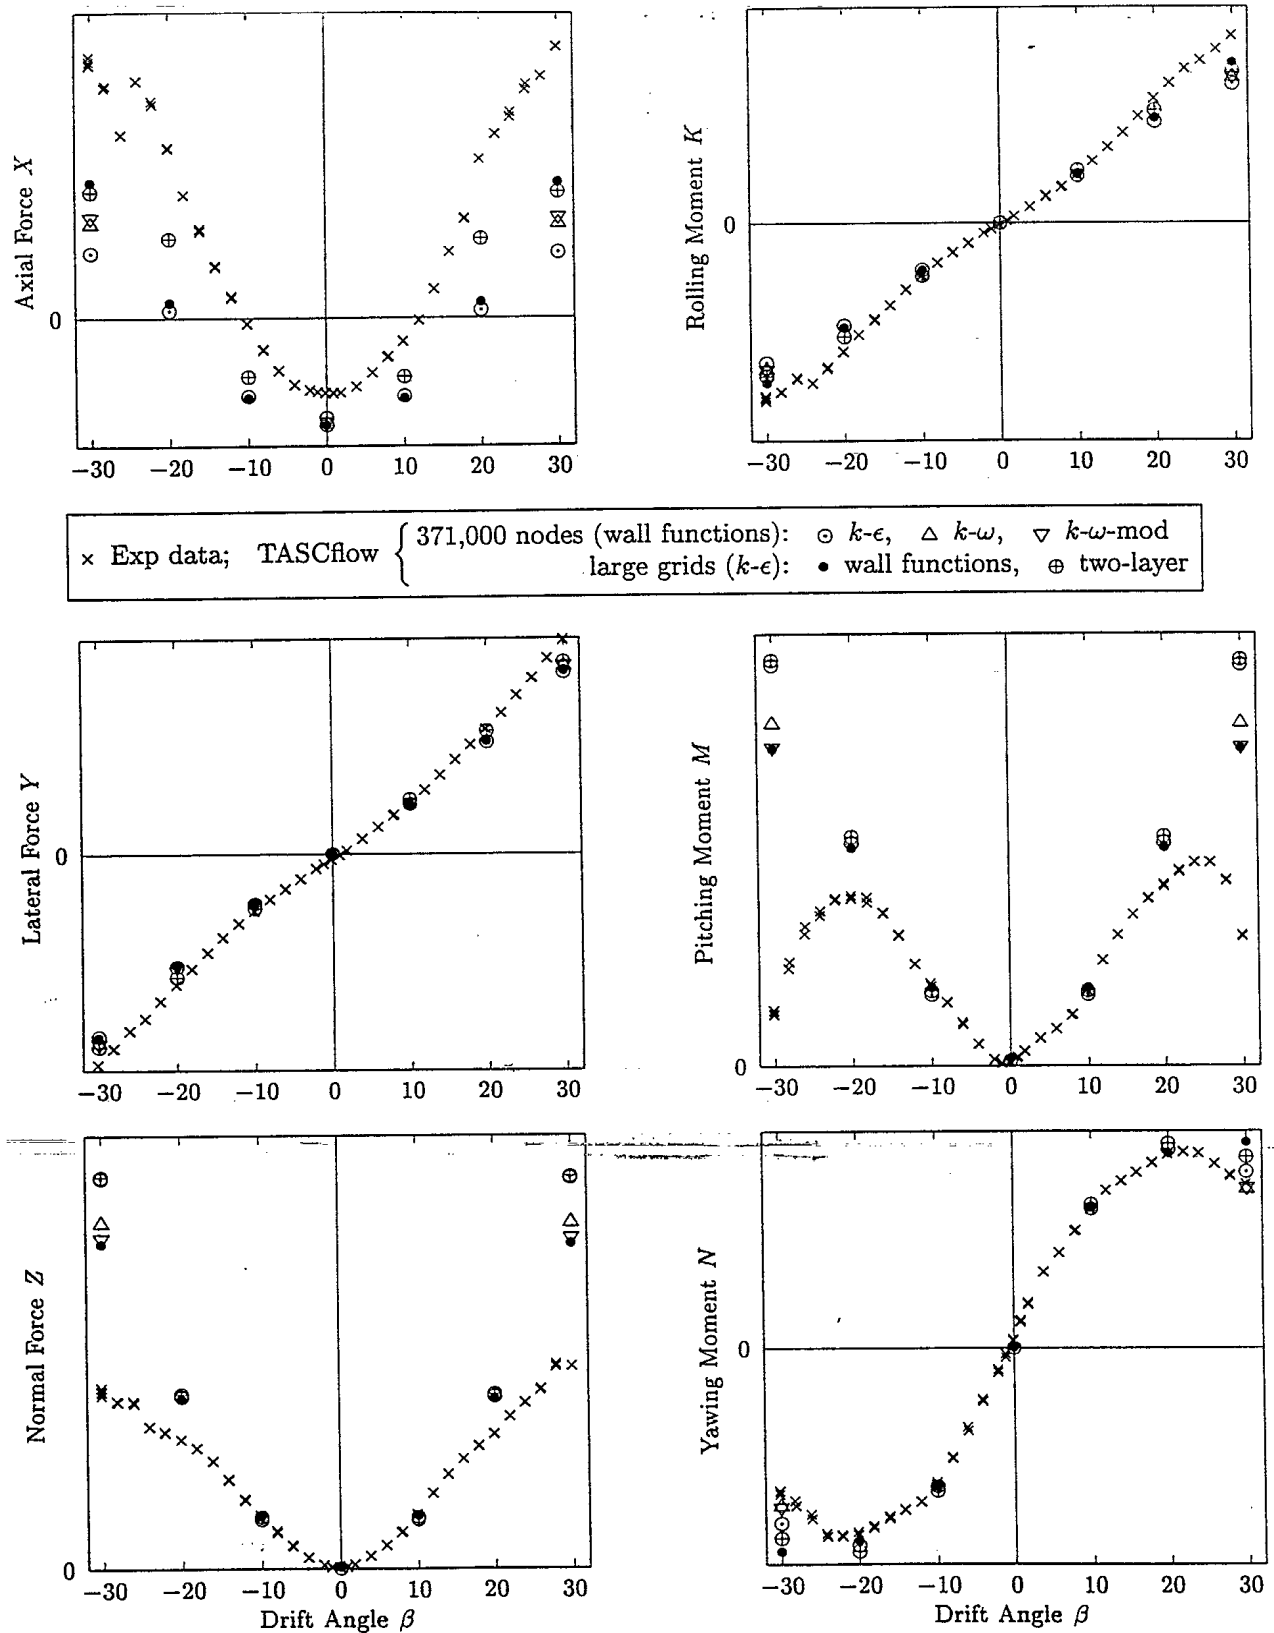 Axial Force X
0
−30 −20 −10 0 10 20 30
Rolling Moment K
0
−30 −20 −10 0 10 20 30
× Exp data; TASCflow { 371,000 nodes (wall functions): ⊙ k-ϵ, △ k-ω, ▽ k-ω-mod
large grids (k-ϵ): • wall functions, ⊕ two-layer
Lateral Force Y
0
−30 −20 −10 0 10 20 30
Pitching Moment M
0
−30 −20 −10 0 10 20 30
Normal Force Z
0
−30 −20 −10 0 10 20 30
Drift Angle β
Yawing Moment N
0
−30 −20 −10 0 10 20 30
Drift Angle β